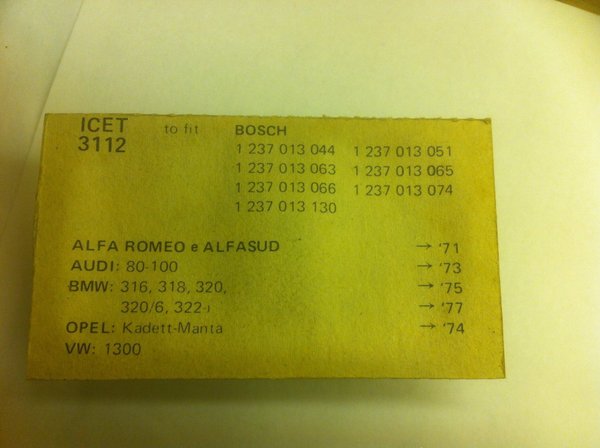 ICET to fit BOSCH
3112
1 237 013 044 1 237 013 051
1 237 013 063 1 237 013 065
1 237 013 066 1 237 013 074
1 237 013 130
ALFA ROMEO e ALFASUD → '71
AUDI: 80-100 → '73
BMW: 316, 318, 320, → '75
320/6, 322-i → '77
OPEL: Kadett-Manta → '74
VW: 1300